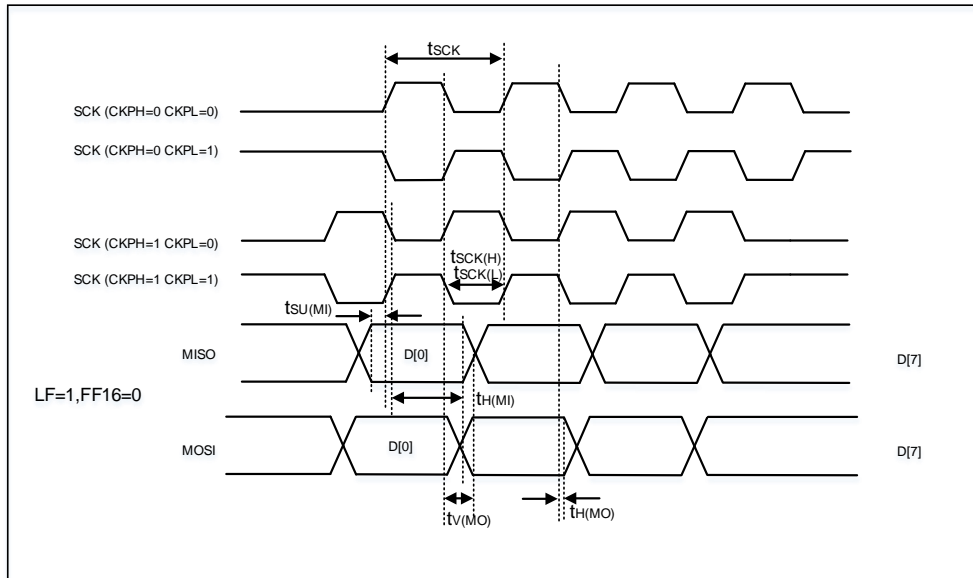 tSCK
SCK (CKPH=0 CKPL=0)
SCK (CKPH=0 CKPL=1)
SCK (CKPH=1 CKPL=0)
tSCK(H)
tSCK(L)
SCK (CKPH=1 CKPL=1)
tSU(MI)
MISO
D[0]
D[7]
LF=1,FF16=0
tH(MI)
MOSI
D[0]
D[7]
tV(MO)
tH(MO)